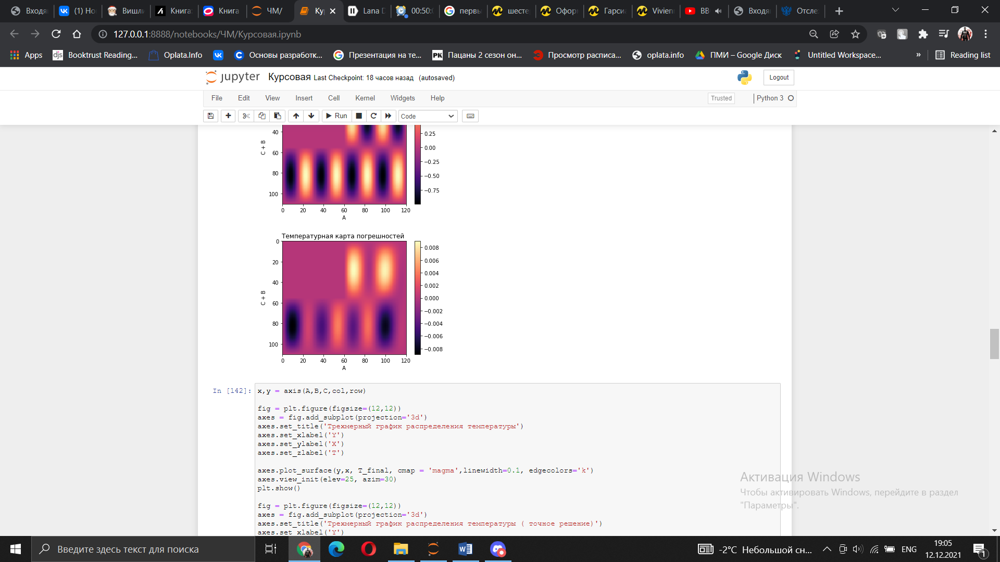 Входя
(1) Но
Вишли
Книга:
Книга
ЧМ/
Ку
Lana D
00:50:0
первы
шесте
Офор
Гарси
Vivien
BB
Входя
Отсле
127.0.0.1:8888/notebooks/ЧМ/Курсовая.ipynb
Apps
Booktrust Reading...
Oplata.Info
Основы разработк...
Презентация на те...
Пацаны 2 сезон он...
Просмотр расписа...
oplata.info
ПМИ – Google Диск
Untitled Workspace...
»
Reading list
jupyter Курсовая Last Checkpoint: 18 часов назад (autosaved)
Logout
File Edit View Insert Cell Kernel Widgets Help
Trusted
Python 3
Run
Code
40
60
80
100
C + B
0 20 40 60 80 100 120
A
0.25
0.00
−0.25
−0.50
−0.75
Температурная карта погрешностей
0
20
40
60
80
100
C + B
0 20 40 60 80 100 120
A
0.008
0.006
0.004
0.002
0.000
−0.002
−0.004
−0.006
−0.008
In [142]:
x,y = axis(A,B,C,col,row)
fig = plt.figure(figsize=(12,12))
axes = fig.add_subplot(projection='3d')
axes.set_title('Трехмерный график распределения температуры')
axes.set_xlabel('Y')
axes.set_ylabel('X')
axes.set_zlabel('T')
axes.plot_surface(y,x, T_final, cmap = 'magma',linewidth=0.1, edgecolors='k')
axes.view_init(elev=25, azim=30)
plt.show()
fig = plt.figure(figsize=(12,12))
axes = fig.add_subplot(projection='3d')
axes.set_title('Трехмерный график распределения температуры ( точное решение)')
axes.set_xlabel('Y')
Активация Windows
Чтобы активировать Windows, перейдите в раздел
"Параметры".
Введите здесь текст для поиска
-2°C Небольшой сн...
ENG
19:05
12.12.2021
1